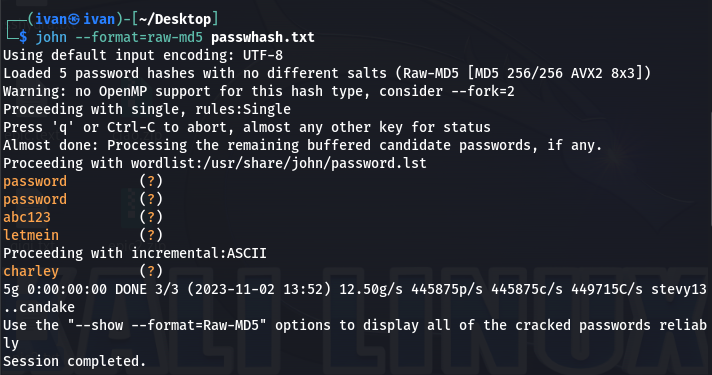 ┌──(ivan㉿ivan)-[~/Desktop]
└─$ john --format=raw-md5 passwhash.txt
Using default input encoding: UTF-8
Loaded 5 password hashes with no different salts (Raw-MD5 [MD5 256/256 AVX2 8x3])
Warning: no OpenMP support for this hash type, consider --fork=2
Proceeding with single, rules:Single
Press 'q' or Ctrl-C to abort, almost any other key for status
Almost done: Processing the remaining buffered candidate passwords, if any.
Proceeding with wordlist:/usr/share/john/password.lst
password         (?)
password         (?)
abc123           (?)
letmein          (?)
Proceeding with incremental:ASCII
charley          (?)
5g 0:00:00:00 DONE 3/3 (2023-11-02 13:52) 12.50g/s 445875p/s 445875c/s 449715C/s stevy13
..candake
Use the "--show --format=Raw-MD5" options to display all of the cracked passwords reliab
ly
Session completed.
KALI LINUX